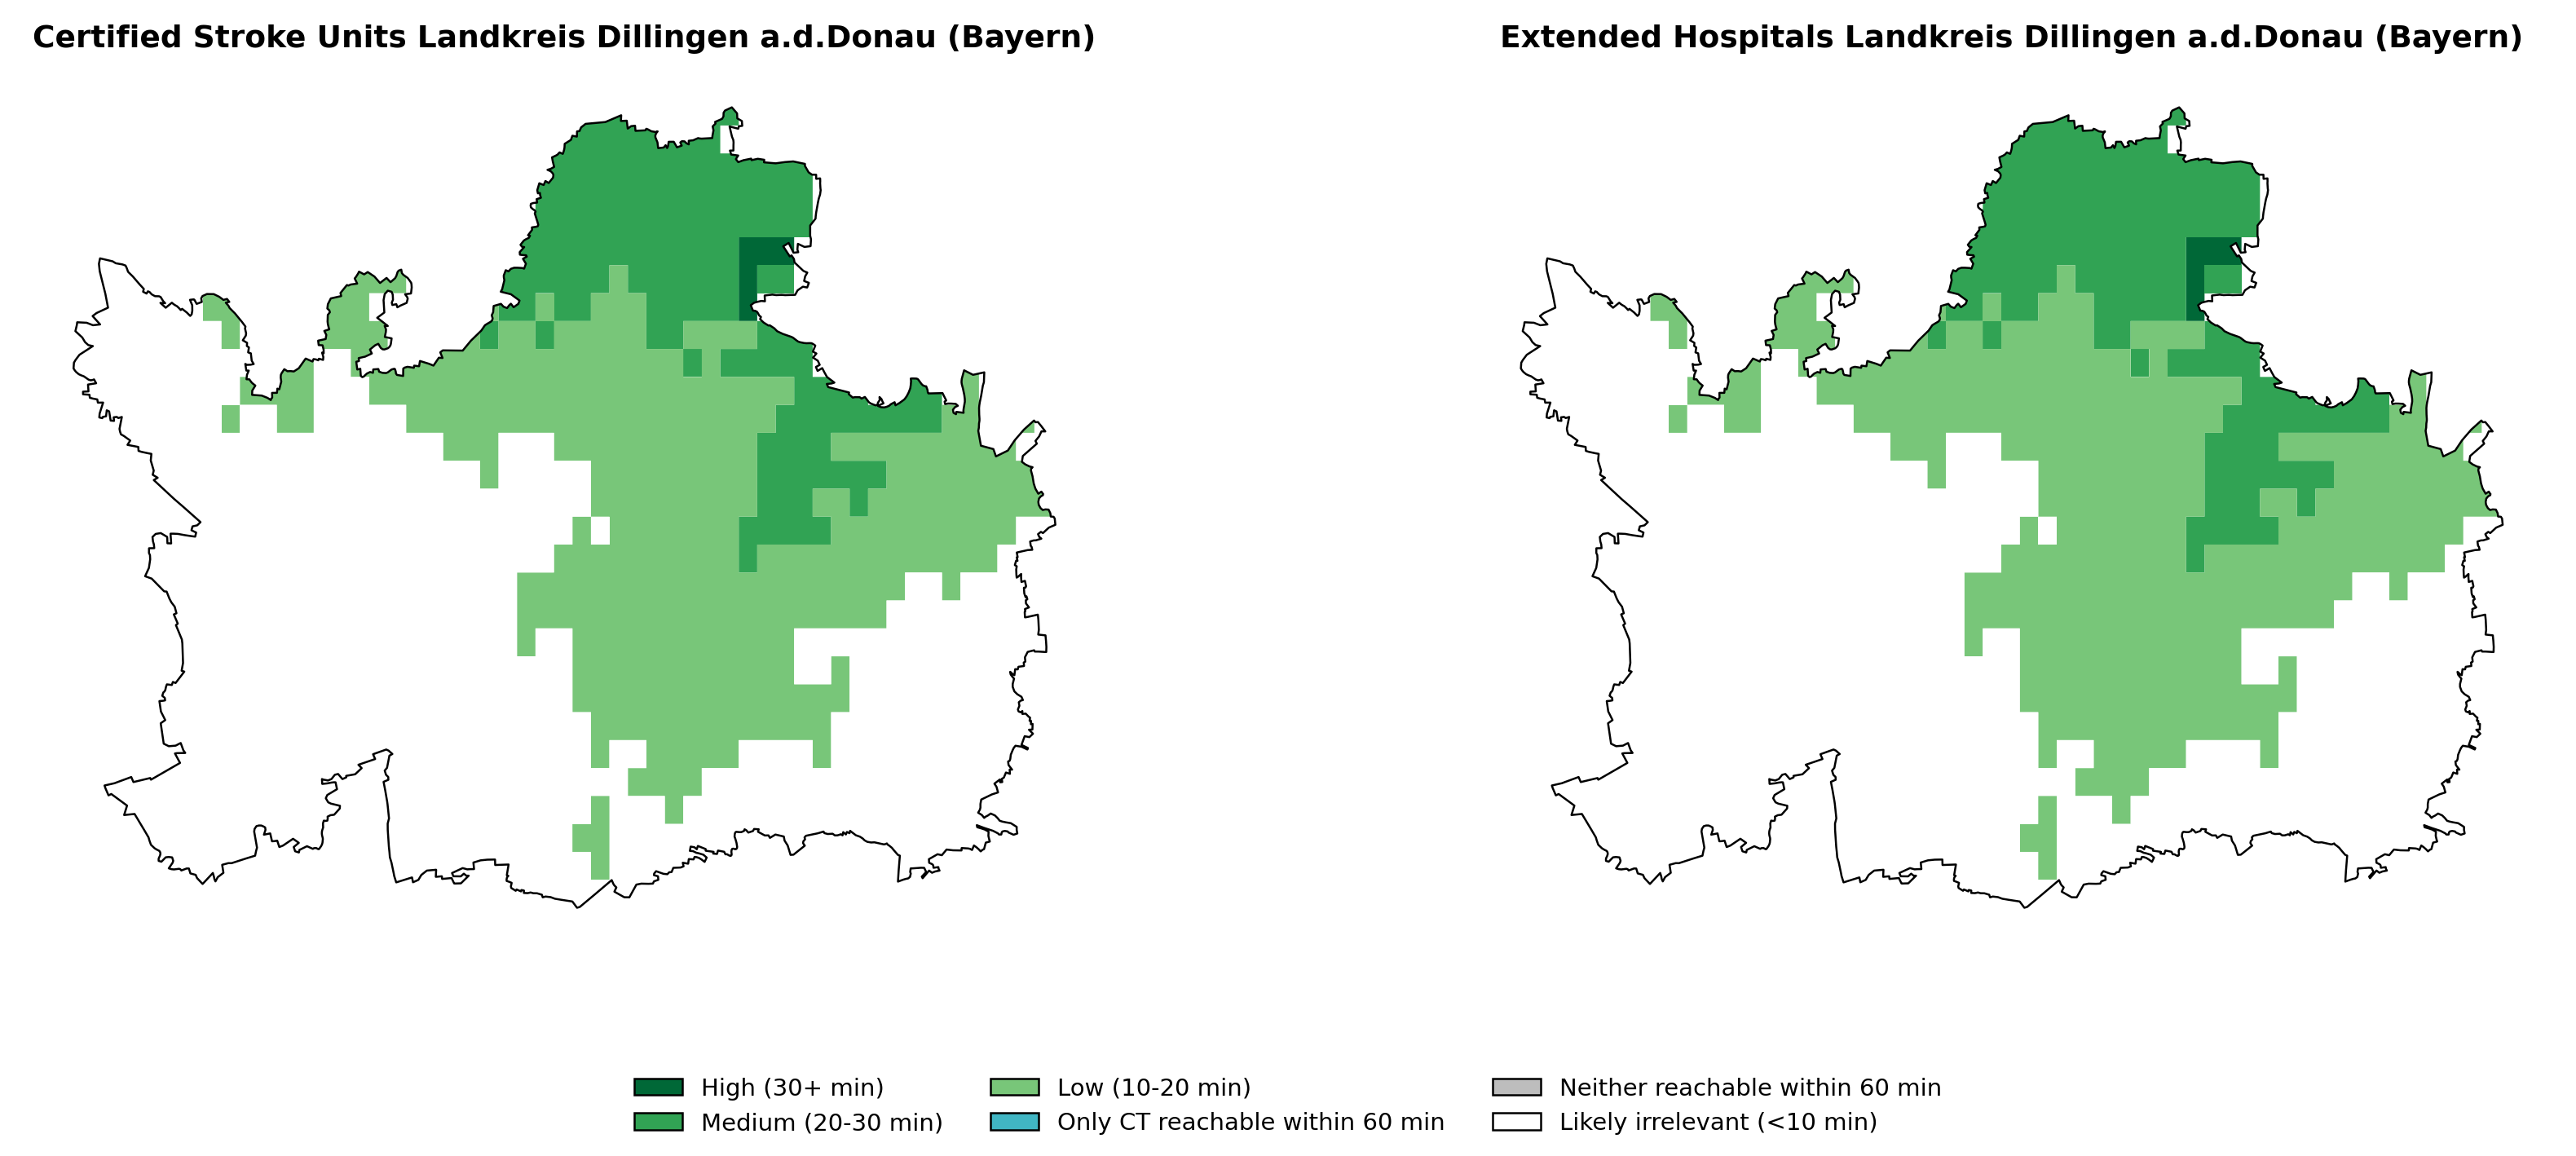 Certified Stroke Units Landkreis Dillingen a.d.Donau (Bayern)
Extended Hospitals Landkreis Dillingen a.d.Donau (Bayern)
High (30+ min)
Medium (20-30 min)
Low (10-20 min)
Only CT reachable within 60 min
Neither reachable within 60 min
Likely irrelevant (<10 min)